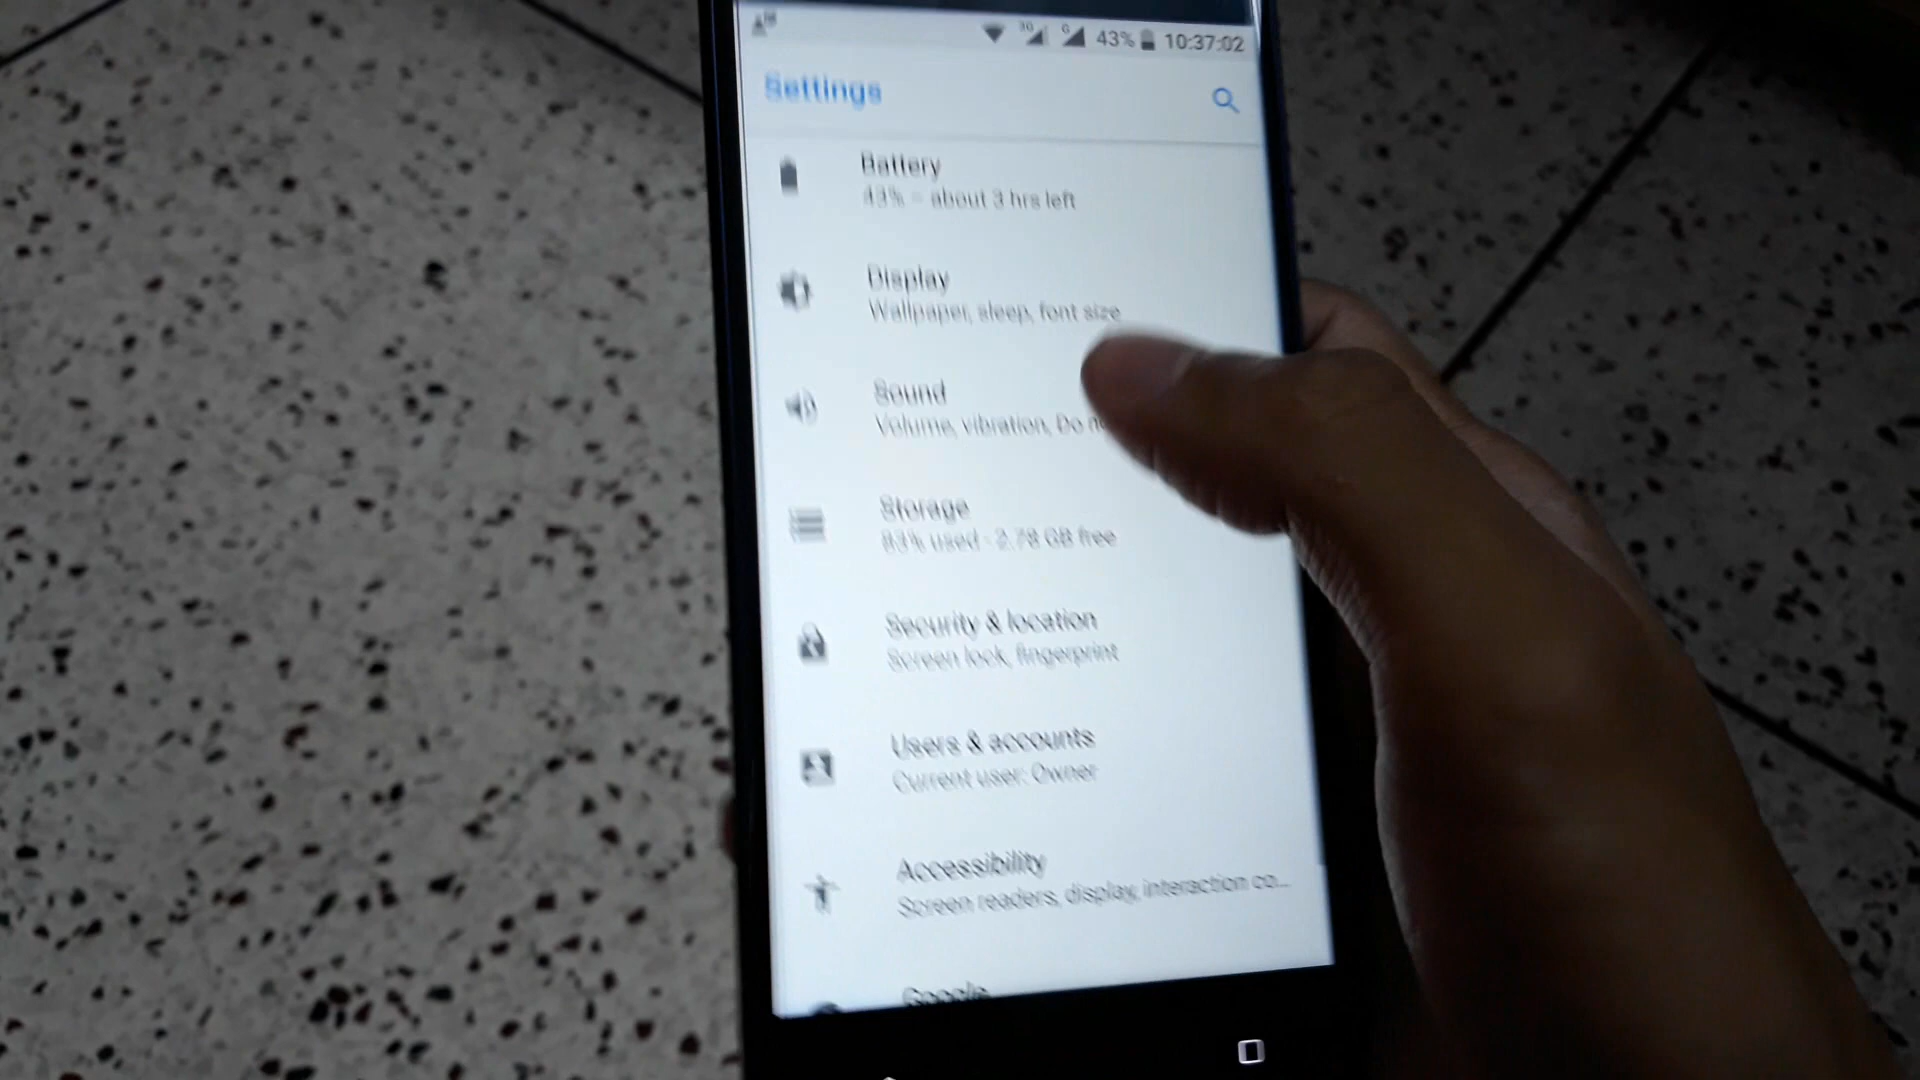 3G G 43% 10:37:02
Settings
Battery
43% - about 3 hrs left
Display
Wallpaper, sleep, font size
Sound
Volume, vibration, Do
Storage
83% used - 2.78 GB free
Security & location
Screen lock, fingerprint
Users & accounts
Current user: Owner
Accessibility
Screen readers, display, interaction co...
Google